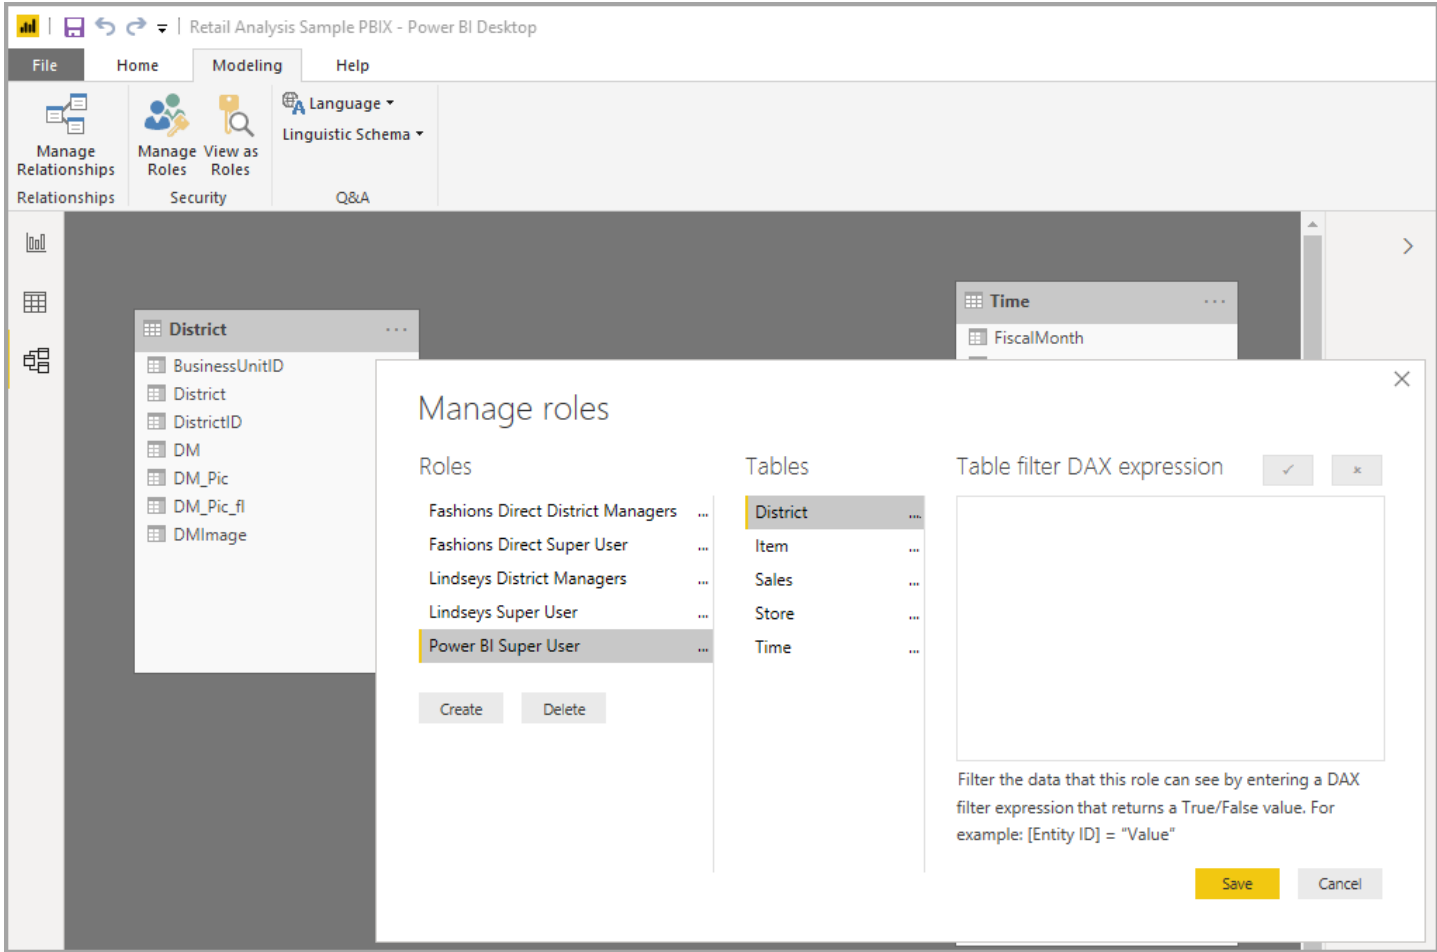 Retail Analysis Sample PBIX - Power BI Desktop
File Home Modeling Help
Manage Relationships
Manage Roles
View as Roles
Language
Linguistic Schema
Relationships Security Q&A
District ...
BusinessUnitID
District
DistrictID
DM
DM_Pic
DM_Pic_fl
DMImage
Time ...
FiscalMonth
Manage roles
Roles
Fashions Direct District Managers ...
Fashions Direct Super User ...
Lindseys District Managers ...
Lindseys Super User ...
Power BI Super User ...
Create Delete
Tables
District ...
Item ...
Sales ...
Store ...
Time ...
Table filter DAX expression
Filter the data that this role can see by entering a DAX
filter expression that returns a True/False value. For
example: [Entity ID] = “Value”
Save Cancel